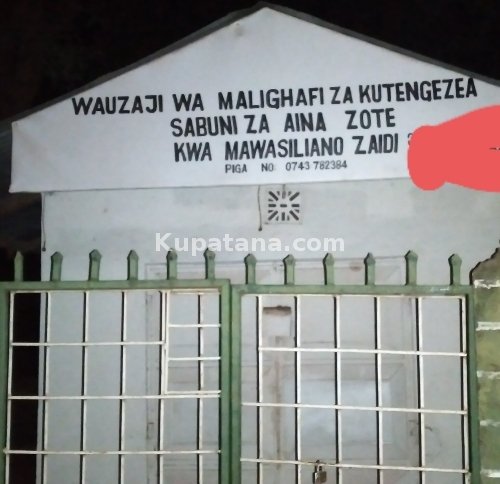 WAUZAJI WA MALIGHAFI ZA KUTENGEZEA
SABUNI ZA AINA ZOTE
KWA MAWASILIANO ZAIDI
PIGA NO: 0743 782384
Kupatana.com